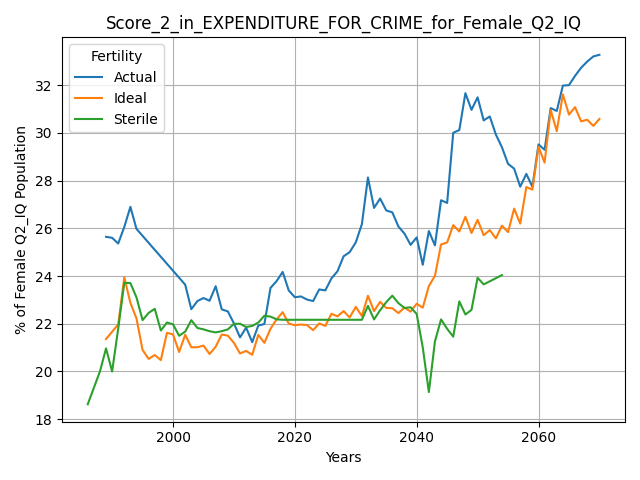 Score_2_in_EXPENDITURE_FOR_CRIME_for_Female_Q2_IQ
Fertility
Actual
Ideal
Sterile
% of Female Q2_IQ Population
32
30
28
26
24
22
20
18
2000
2020
2040
2060
Years